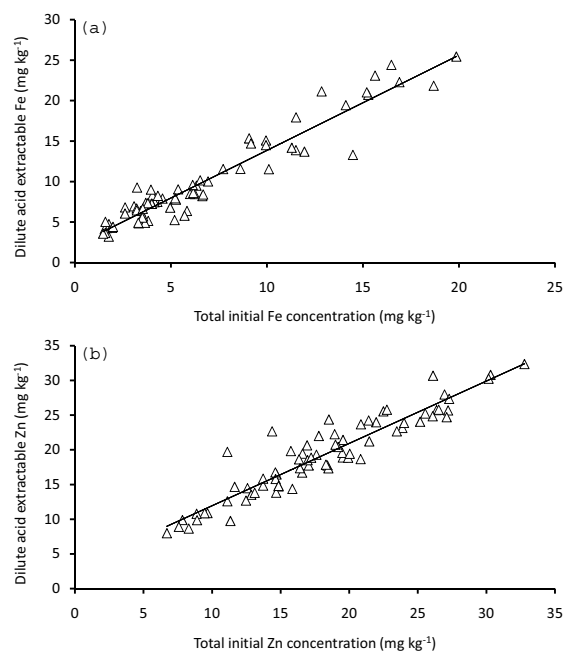 (a)
Dilute acid extractable Fe (mg kg⁻¹)
30
25
20
15
10
5
0
0 5 10 15 20 25
Total initial Fe concentration (mg kg⁻¹)
(b)
Dilute acid extractable Zn (mg kg⁻¹)
35
30
25
20
15
10
5
0
0 5 10 15 20 25 30 35
Total initial Zn concentration (mg kg⁻¹)